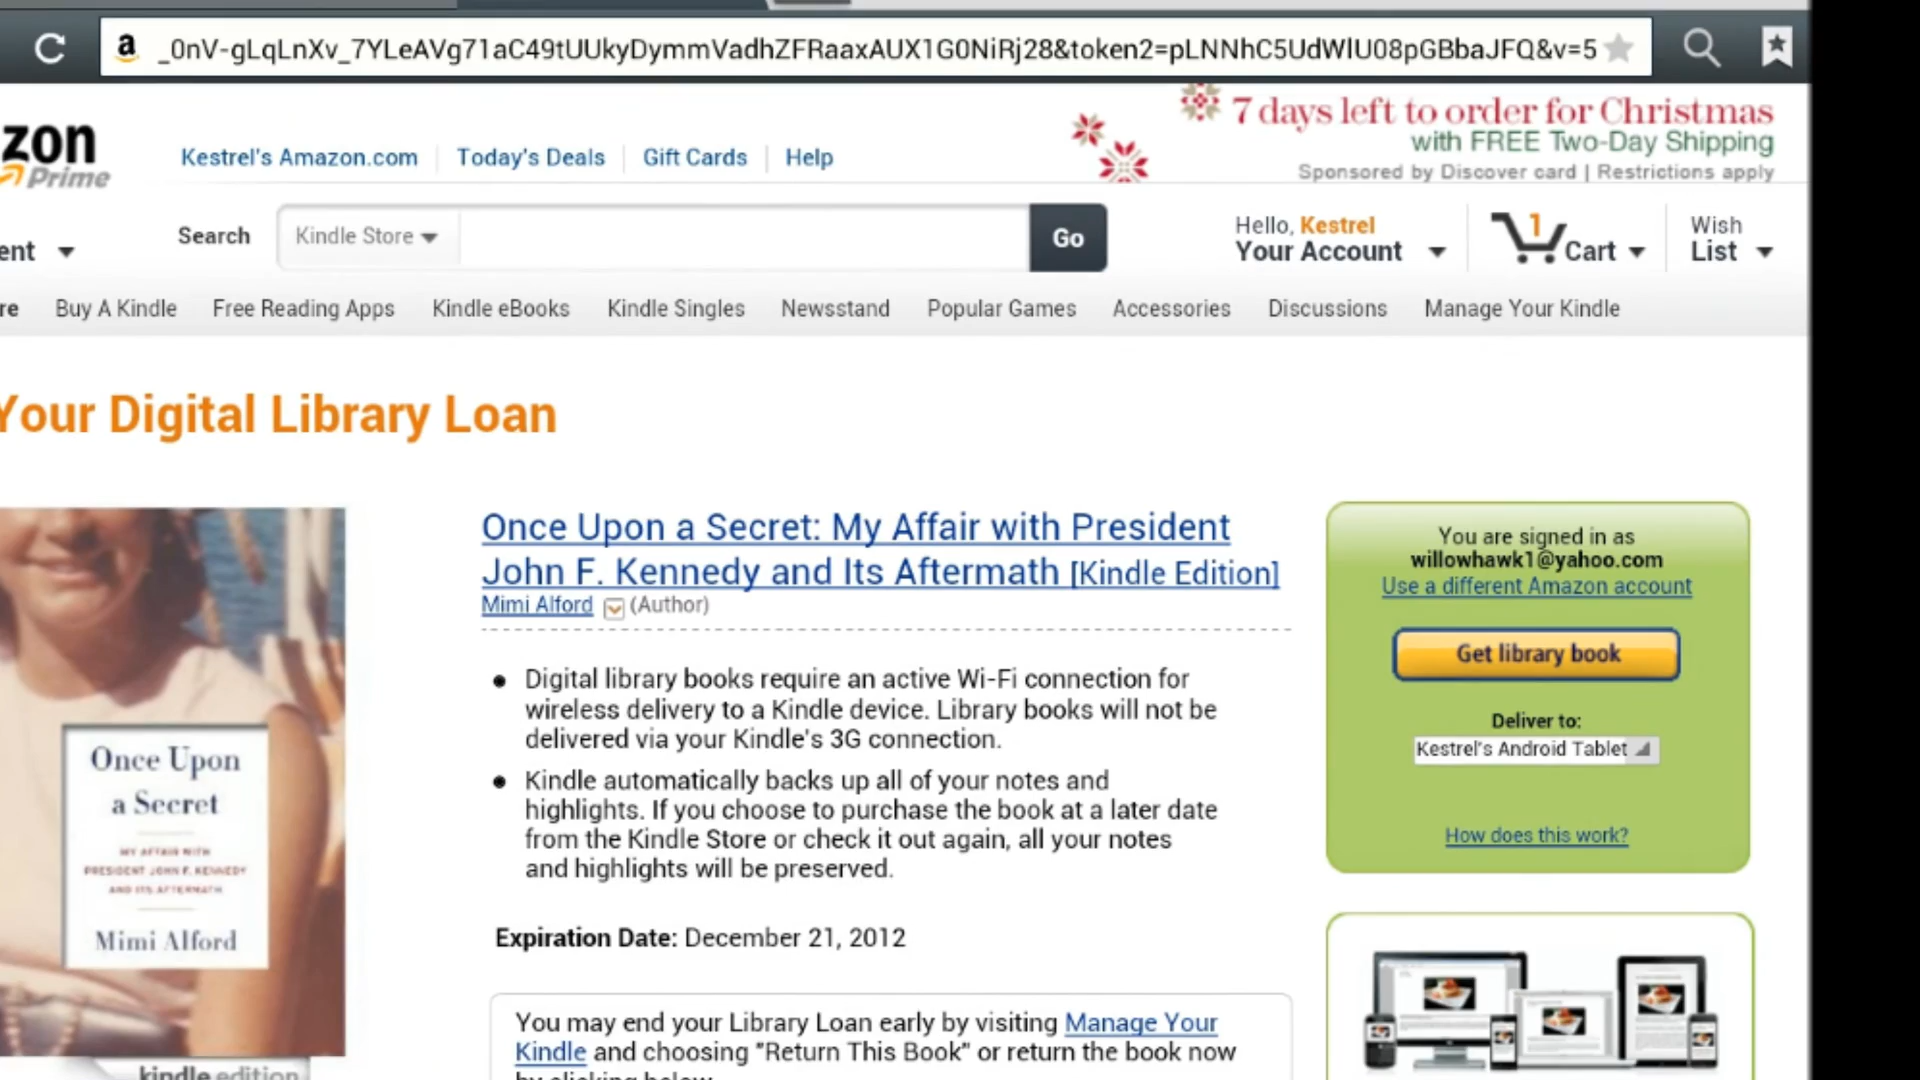 _0nV-gLqLnXv_7YLeAVg71aC49tUUkyDymmVadhZFRaaxAUX1G0NiRj28&token2=pLNNhC5UdWlU08pGBbaJFQ&v=5
7 days left to order for Christmas
with FREE Two-Day Shipping
Sponsored by Discover card | Restrictions apply
zon
Prime
Kestrel's Amazon.com Today's Deals Gift Cards Help
ent
Search Kindle Store Go
Hello, Kestrel
Your Account
1
Cart
Wish
List
re Buy A Kindle Free Reading Apps Kindle eBooks Kindle Singles Newsstand Popular Games Accessories Discussions Manage Your Kindle
Your Digital Library Loan
Once Upon
a Secret
MY AFFAIR WITH
PRESIDENT JOHN F. KENNEDY
AND ITS AFTERMATH
Mimi Alford
kindle edition
Once Upon a Secret: My Affair with President
John F. Kennedy and Its Aftermath [Kindle Edition]
Mimi Alford (Author)
Digital library books require an active Wi-Fi connection for
wireless delivery to a Kindle device. Library books will not be
delivered via your Kindle's 3G connection.
Kindle automatically backs up all of your notes and
highlights. If you choose to purchase the book at a later date
from the Kindle Store or check it out again, all your notes
and highlights will be preserved.
Expiration Date: December 21, 2012
You may end your Library Loan early by visiting Manage Your
Kindle and choosing "Return This Book" or return the book now
by clicking below
You are signed in as
willowhawk1@yahoo.com
Use a different Amazon account
Get library book
Deliver to:
Kestrel's Android Tablet
How does this work?